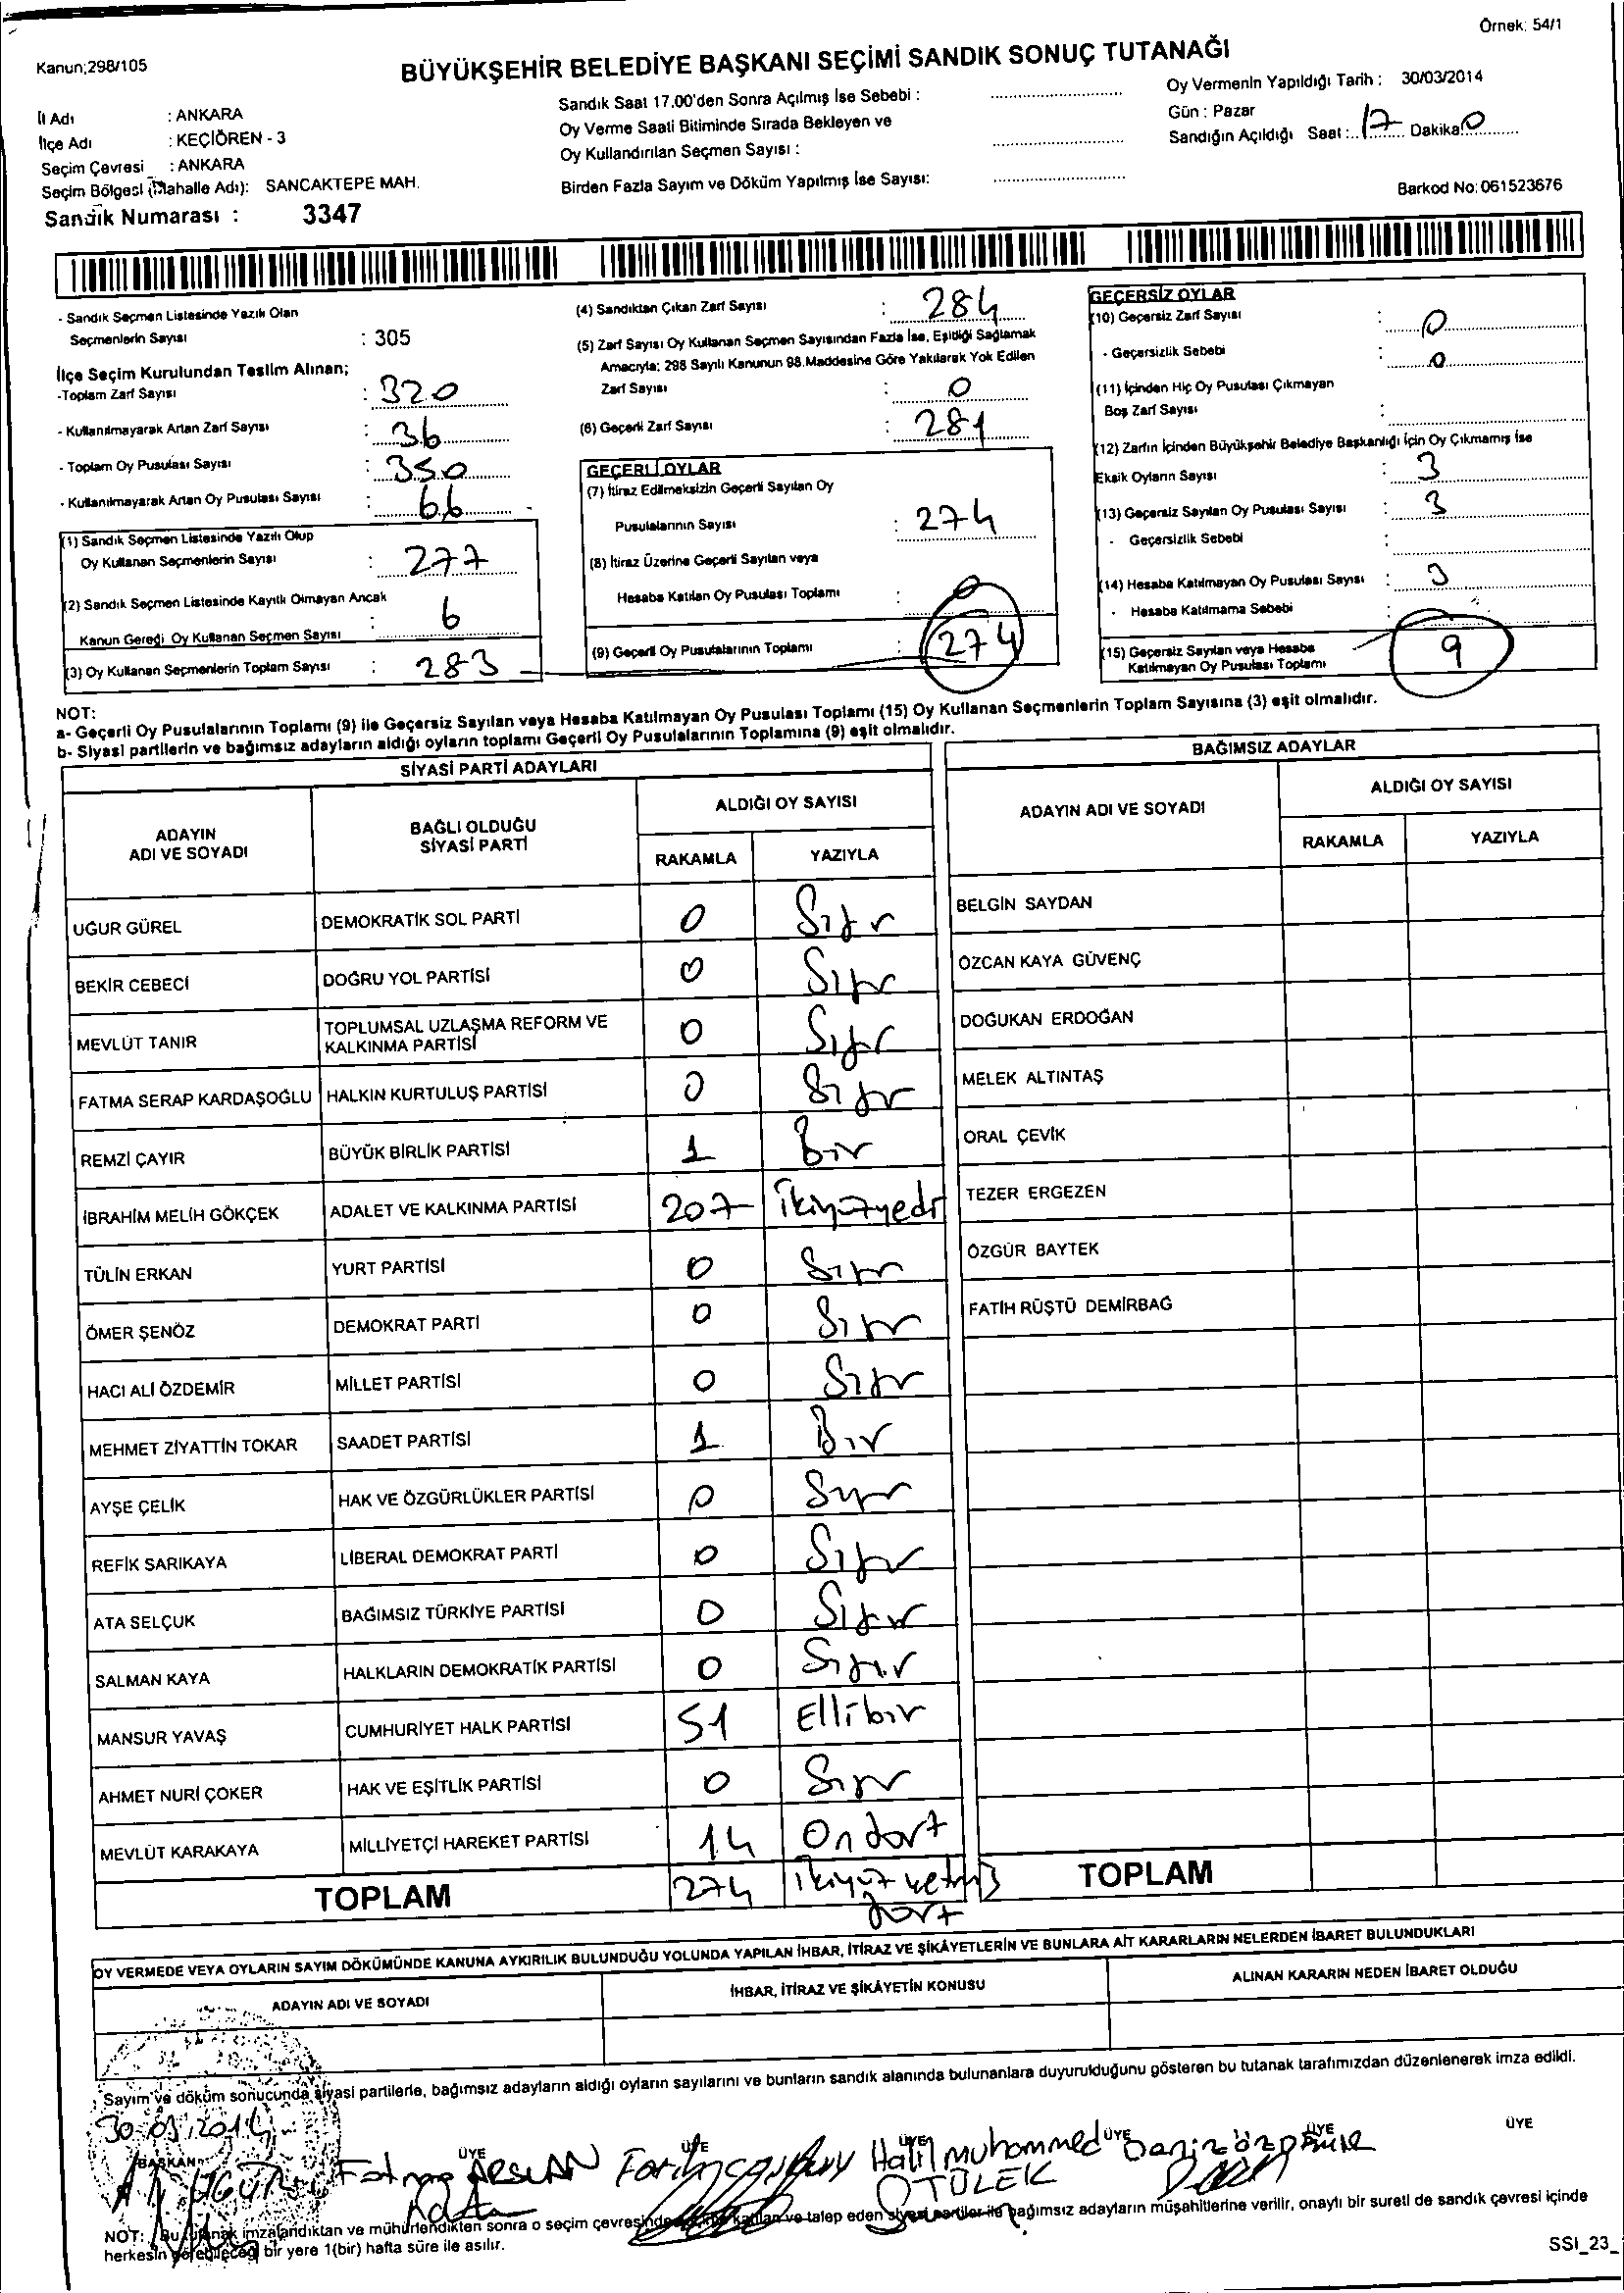 Örnek: 54/1
Kanun;298/105
BÜYÜKŞEHİR BELEDİYE BAŞKANI SEÇİMİ SANDIK SONUÇ TUTANAĞI
İl Adı : ANKARA
İlçe Adı : KEÇİÖREN - 3
Seçim Çevresi : ANKARA
Seçim Bölgesi (Mahalle Adı): SANCAKTEPE MAH.
Sandık Numarası : 3347
Sandık Saat 17.00'den Sonra Açılmış İse Sebebi :
Oy Verme Saati Bitiminde Sırada Bekleyen ve
Oy Kullandırılan Seçmen Sayısı :
Birden Fazla Sayım ve Döküm Yapılmış İse Sayısı:
Oy Vermenin Yapıldığı Tarih : 30/03/2014
Gün : Pazar
Sandığın Açıldığı Saat : 17 Dakika: 0
Barkod No: 061523676
- Sandık Seçmen Listesinde Yazılı Olan
Seçmenlerin Sayısı : 305
İlçe Seçim Kurulundan Teslim Alınan;
-Toplam Zarf Sayısı : 320
- Kullanılmayarak Artan Zarf Sayısı : 36
- Toplam Oy Pusulası Sayısı : 350
- Kullanılmayarak Artan Oy Pusulası Sayısı : 66
(1) Sandık Seçmen Listesinde Yazılı Olup
Oy Kullanan Seçmenlerin Sayısı : 277
(2) Sandık Seçmen Listesinde Kayıtlı Olmayan Ancak
Kanun Gereği Oy Kullanan Seçmen Sayısı : 6
(3) Oy Kullanan Seçmenlerin Toplam Sayısı : 283
(4) Sandıktan Çıkan Zarf Sayısı : 284
(5) Zarf Sayısı Oy Kullanan Seçmen Sayısından Fazla İse, Eşitliği Sağlamak
Amacıyla; 298 Sayılı Kanunun 98.Maddesine Göre Yakılarak Yok Edilen
Zarf Sayısı : 0
(6) Geçerli Zarf Sayısı : 281
GEÇERLİ OYLAR
(7) İtiraz Edilmeksizin Geçerli Sayılan Oy
Pusulalarının Sayısı : 274
(8) İtiraz Üzerine Geçerli Sayılan veya
Hesaba Katılan Oy Pusulası Toplamı : 0
(9) Geçerli Oy Pusulalarının Toplamı : 274
GEÇERSİZ OYLAR
(10) Geçersiz Zarf Sayısı : 0
- Geçersizlik Sebebi : 0
(11) İçinden Hiç Oy Pusulası Çıkmayan
Boş Zarf Sayısı :
(12) Zarfın İçinden Büyükşehir Belediye Başkanlığı İçin Oy Çıkmamış İse
Eksik Oyların Sayısı : 3
(13) Geçersiz Sayılan Oy Pusulası Sayısı : 3
- Geçersizlik Sebebi :
(14) Hesaba Katılmayan Oy Pusulası Sayısı : 3
- Hesaba Katılmama Sebebi :
(15) Geçersiz Sayılan veya Hesaba
Katılmayan Oy Pusulası Toplamı 9
NOT:
a- Geçerli Oy Pusulalarının Toplamı (9) ile Geçersiz Sayılan veya Hesaba Katılmayan Oy Pusulası Toplamı (15) Oy Kullanan Seçmenlerin Toplam Sayısına (3) eşit olmalıdır.
b- Siyasi partilerin ve bağımsız adayların aldığı oyların toplamı Geçerli Oy Pusulalarının Toplamına (9) eşit olmalıdır.
SİYASİ PARTİ ADAYLARI
ADAYIN ADI VE SOYADI BAĞLI OLDUĞU SİYASİ PARTİ ALDIĞI OY SAYISI
RAKAMLA YAZIYLA
UĞUR GÜREL DEMOKRATİK SOL PARTİ 0 Sıfır
BEKİR CEBECİ DOĞRU YOL PARTİSİ 0 Sıfır
MEVLÜT TANIR TOPLUMSAL UZLAŞMA REFORM VE KALKINMA PARTİSİ 0 Sıfır
FATMA SERAP KARDAŞOĞLU HALKIN KURTULUŞ PARTİSİ 0 Sıfır
REMZİ ÇAYIR BÜYÜK BİRLİK PARTİSİ 1 Bir
İBRAHİM MELİH GÖKÇEK ADALET VE KALKINMA PARTİSİ 207 İkiyüzyedi
TÜLİN ERKAN YURT PARTİSİ 0 Sıfır
ÖMER ŞENÖZ DEMOKRAT PARTİ 0 Sıfır
HACI ALİ ÖZDEMİR MİLLET PARTİSİ 0 Sıfır
MEHMET ZİYATTİN TOKAR SAADET PARTİSİ 1 Bir
AYŞE ÇELİK HAK VE ÖZGÜRLÜKLER PARTİSİ 0 Sıfır
REFİK SARIKAYA LİBERAL DEMOKRAT PARTİ 0 Sıfır
ATA SELÇUK BAĞIMSIZ TÜRKİYE PARTİSİ 0 Sıfır
SALMAN KAYA HALKLARIN DEMOKRATİK PARTİSİ 0 Sıfır
MANSUR YAVAŞ CUMHURİYET HALK PARTİSİ 51 Ellibir
AHMET NURİ ÇOKER HAK VE EŞİTLİK PARTİSİ 0 Sıfır
MEVLÜT KARAKAYA MİLLİYETÇİ HAREKET PARTİSİ 14 Ondört
TOPLAM 274 İkiyüz yetmiş dört
BAĞIMSIZ ADAYLAR
ADAYIN ADI VE SOYADI ALDIĞI OY SAYISI
RAKAMLA YAZIYLA
BELGİN SAYDAN
ÖZCAN KAYA GÜVENÇ
DOĞUKAN ERDOĞAN
MELEK ALTINTAŞ
ORAL ÇEVİK
TEZER ERGEZEN
ÖZGÜR BAYTEK
FATİH RÜŞTÜ DEMİRBAĞ
TOPLAM
OY VERMEDE VEYA OYLARIN SAYIM DÖKÜMÜNDE KANUNA AYKIRILIK BULUNDUĞU YOLUNDA YAPILAN İHBAR, İTİRAZ VE ŞİKÂYETLERİN VE BUNLARA AİT KARARLARIN NELERDEN İBARET BULUNDUKLARI
ADAYIN ADI VE SOYADI İHBAR, İTİRAZ VE ŞİKÂYETİN KONUSU ALINAN KARARIN NEDEN İBARET OLDUĞU
Sayım ve döküm sonucunda siyasi partilerle, bağımsız adayların aldığı oyların sayılarını ve bunların sandık alanında bulunanlara duyurulduğunu gösteren bu tutanak tarafımızdan düzenlenerek imza edildi.
30.03.2014
BAŞKAN ÜYE ÜYE ÜYE ÜYE ÜYE ÜYE
Fatma ARSLAN Halil Muhammed Deniz
OTÜLEK
NOT: Bu tutanak imzalandıktan ve mühürlendikten sonra o seçim çevresinde katılan ve talep eden siyasi partiler ile bağımsız adayların müşahitlerine verilir, onaylı bir sureti de sandık çevresi içinde
herkesin görebileceği bir yere 1(bir) hafta süre ile asılır.
SSI_23_